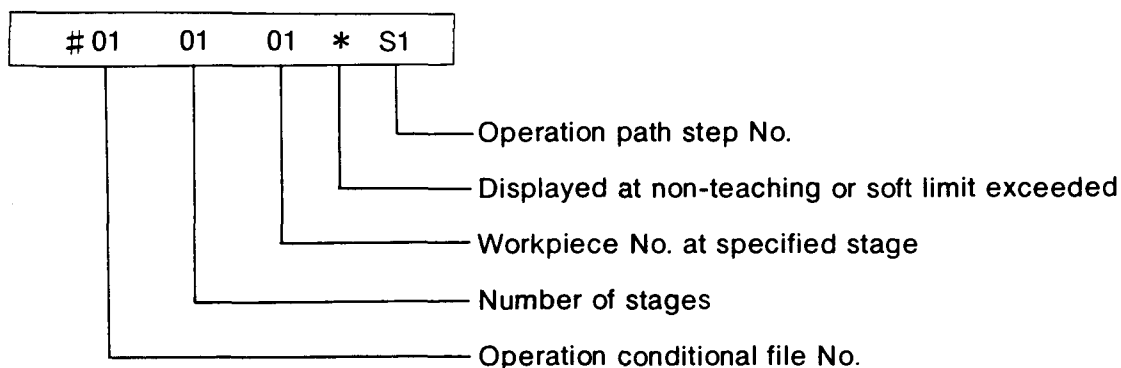 # 01 01 01 * S1
Operation path step No.
Displayed at non-teaching or soft limit exceeded
Workpiece No. at specified stage
Number of stages
Operation conditional file No.